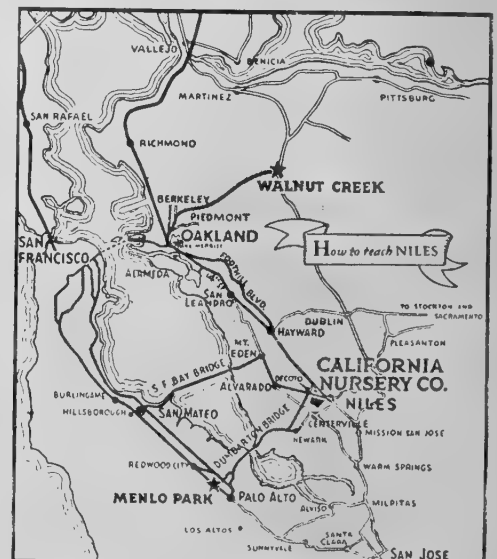 VALLEJO
BENICIA
MARTINEZ
PITTSBURG
SAN RAFAEL
RICHMOND
WALNUT CREEK
BERKELEY
PIEDMONT
OAKLAND
LAKE MERRITT
How to reach NILES
SAN
FRANCISCO
ALAMEDA
FOOTHILL BLVD.
SAN
LEANDRO
TO STOCKTON AND
SACRAMENTO
DUBLIN
HAYWARD
PLEASANTON
MT.
EDEN
S.F. BAY BRIDGE
CALIFORNIA
NURSERY CO.
NILES
ALVARADO
DECOTO
BURLINGAME
HILLSBOROUGH
SAN MATEO
DUMBARTON BRIDGE
CENTERVILLE
NEWARK
MISSION SAN JOSE
REDWOOD CITY
WARM SPRINGS
MENLO PARK
PALO ALTO
ALVISO
MILPITAS
LOS ALTOS
SUNNYVALE
SANTA
CLARA
SAN JOSE